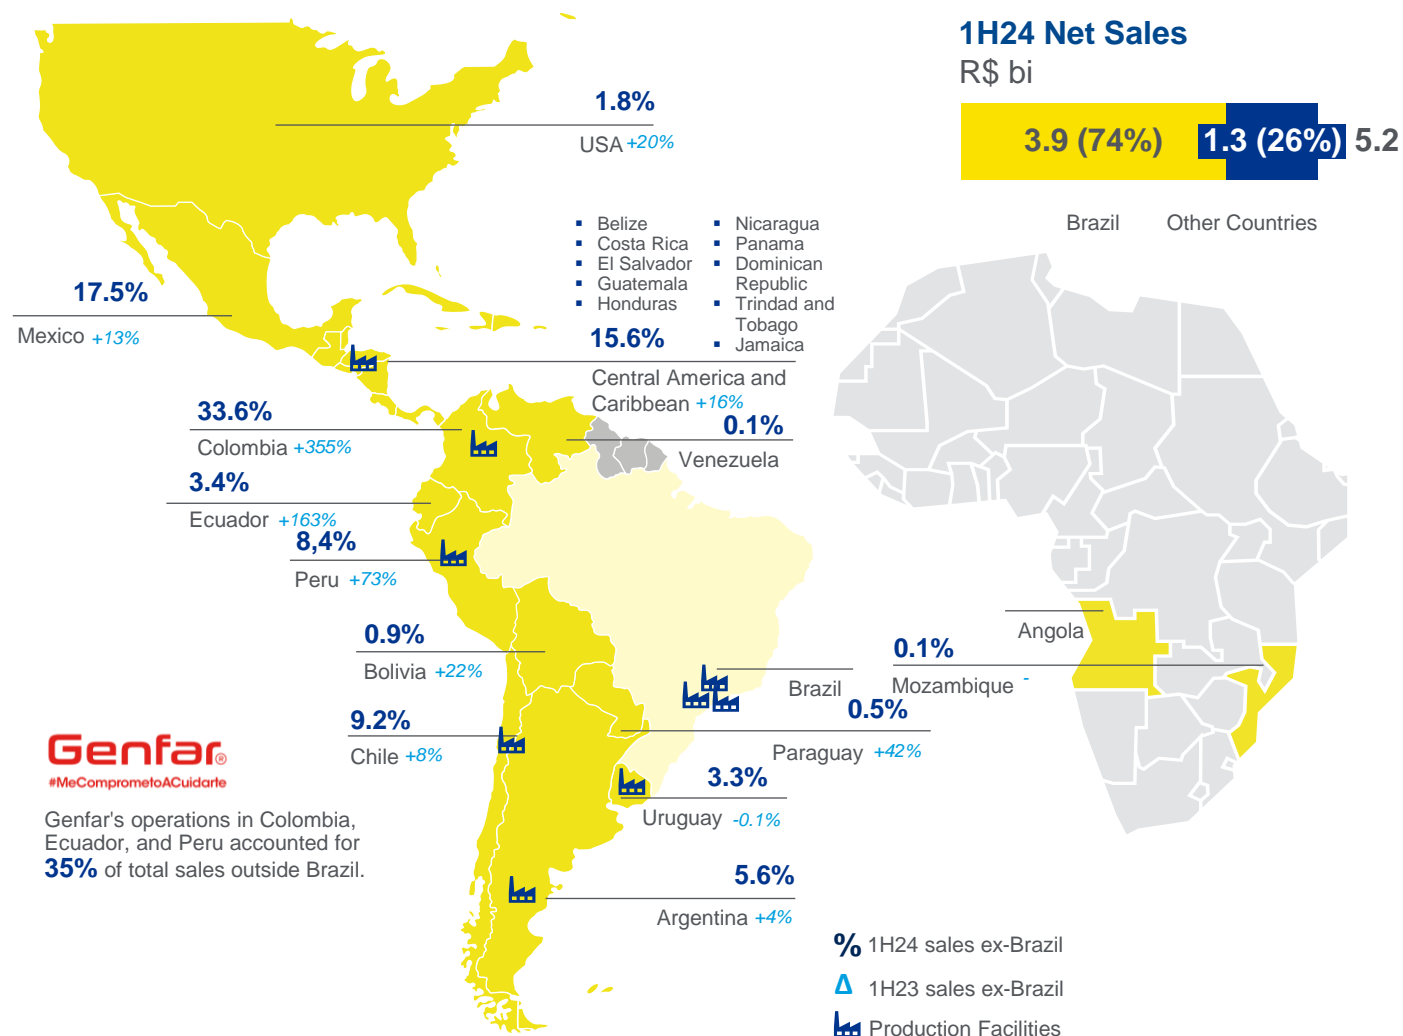 1H24 Net Sales
R$ bi
3.9 (74%) 1.3 (26%) 5.2
Brazil Other Countries
1.8%
USA +20%
▪ Belize
▪ Costa Rica
▪ El Salvador
▪ Guatemala
▪ Honduras
▪ Nicaragua
▪ Panama
▪ Dominican
Republic
▪ Trindad and
Tobago
▪ Jamaica
17.5%
Mexico +13%
15.6%
Central America and
Caribbean +16%
33.6%
Colombia +355%
0.1%
Venezuela
3.4%
Ecuador +163%
8,4%
Peru +73%
0.9%
Bolivia +22%
Brazil
Angola
0.1%
Mozambique -
9.2%
Chile +8%
0.5%
Paraguay +42%
3.3%
Uruguay -0.1%
5.6%
Argentina +4%
Genfar®
#MeComprometoACuidarte
Genfar's operations in Colombia,
Ecuador, and Peru accounted for
35% of total sales outside Brazil.
% 1H24 sales ex-Brazil
Δ 1H23 sales ex-Brazil
Production Facilities